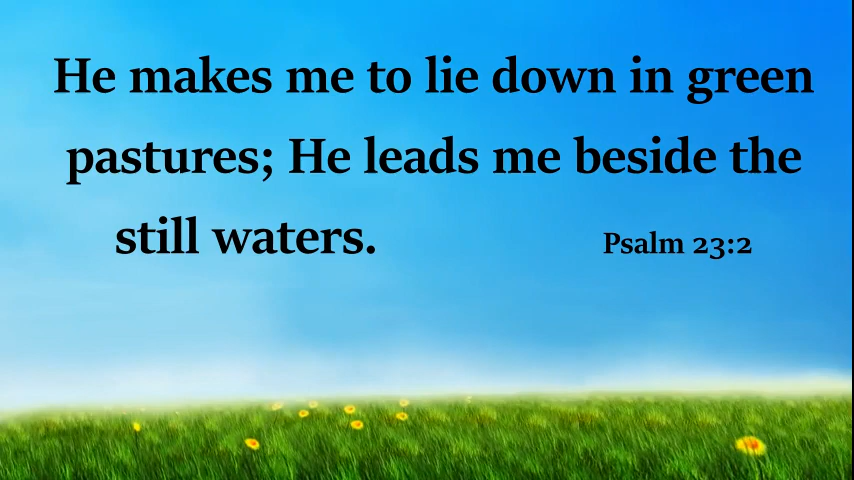 He makes me to lie down in green
pastures; He leads me beside the
still waters. Psalm 23:2